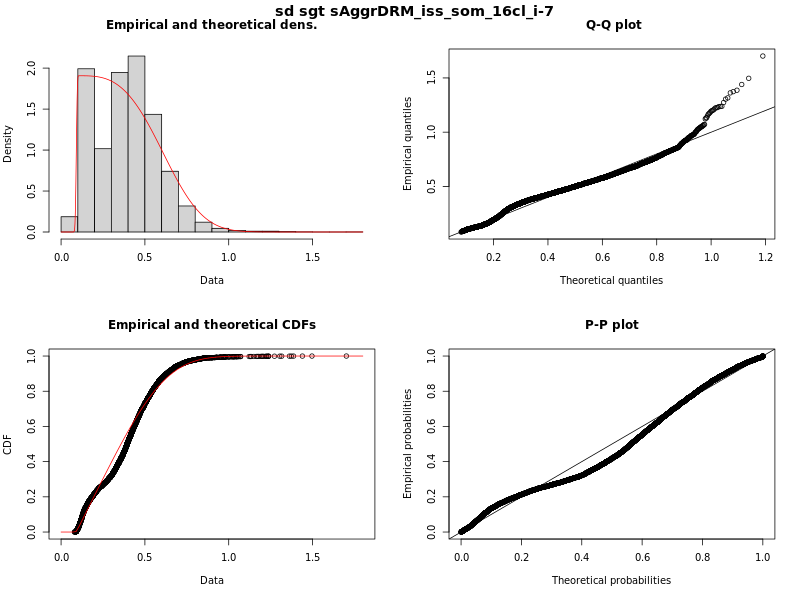 sd sgt sAggrDRM_iss_som_16cl_i-7
Empirical and theoretical dens.
Density
0.0 0.5 1.0 1.5 2.0
0.0 0.5 1.0 1.5
Data
Q-Q plot
Empirical quantiles
0.5 1.0 1.5
0.2 0.4 0.6 0.8 1.0 1.2
Theoretical quantiles
Empirical and theoretical CDFs
CDF
0.0 0.2 0.4 0.6 0.8 1.0
0.0 0.5 1.0 1.5
Data
P-P plot
Empirical probabilities
0.0 0.2 0.4 0.6 0.8 1.0
0.0 0.2 0.4 0.6 0.8 1.0
Theoretical probabilities